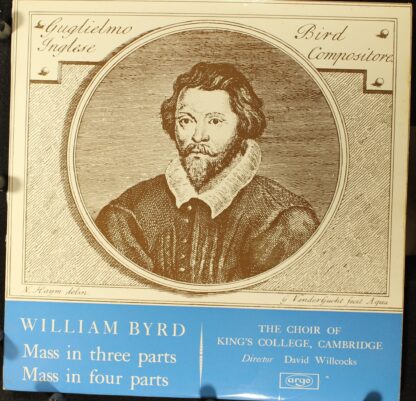 Guglielmo Bird
Inglese Compositore.
N. Haym delin.
G. VanderGucht fecit Aqua
WILLIAM BYRD
Mass in three parts
Mass in four parts
THE CHOIR OF
KING'S COLLEGE, CAMBRIDGE
Director David Willcocks
argo